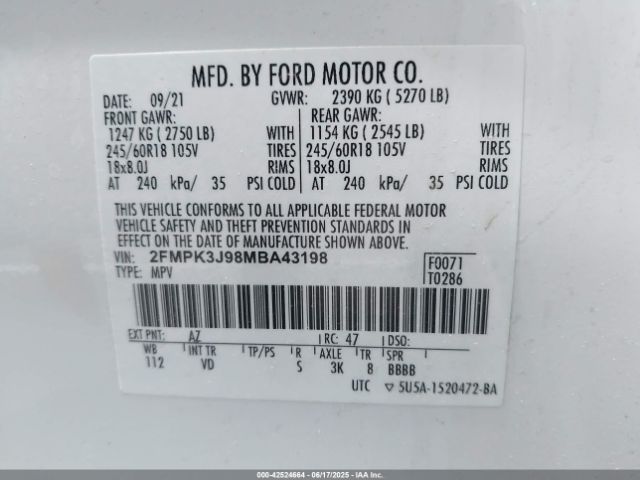 MFD. BY FORD MOTOR CO.
DATE: 09/21 GVWR: 2390 KG ( 5270 LB)
FRONT GAWR: REAR GAWR:
1247 KG ( 2750 LB) WITH 1154 KG ( 2545 LB) WITH
245/60R18 105V TIRES 245/60R18 105V TIRES
18x8.0J RIMS 18x8.0J RIMS
AT 240 kPa/ 35 PSI COLD AT 240 kPa/ 35 PSI COLD
THIS VEHICLE CONFORMS TO ALL APPLICABLE FEDERAL MOTOR
VEHICLE SAFETY AND THEFT PREVENTION STANDARDS IN
EFFECT ON THE DATE OF MANUFACTURE SHOWN ABOVE.
VIN: 2FMPK3J98MBA43198 F0071
TYPE: MPV T0286
EXT PNT: AZ RC: 47 DSO:
WB INT TR TP/PS R AXLE TR SPR
112 VD S 3K 8 BBBB
UTC ▽ 5U5A-1520472-BA
000-42524664 - 06/17/2025 - IAAI.COM